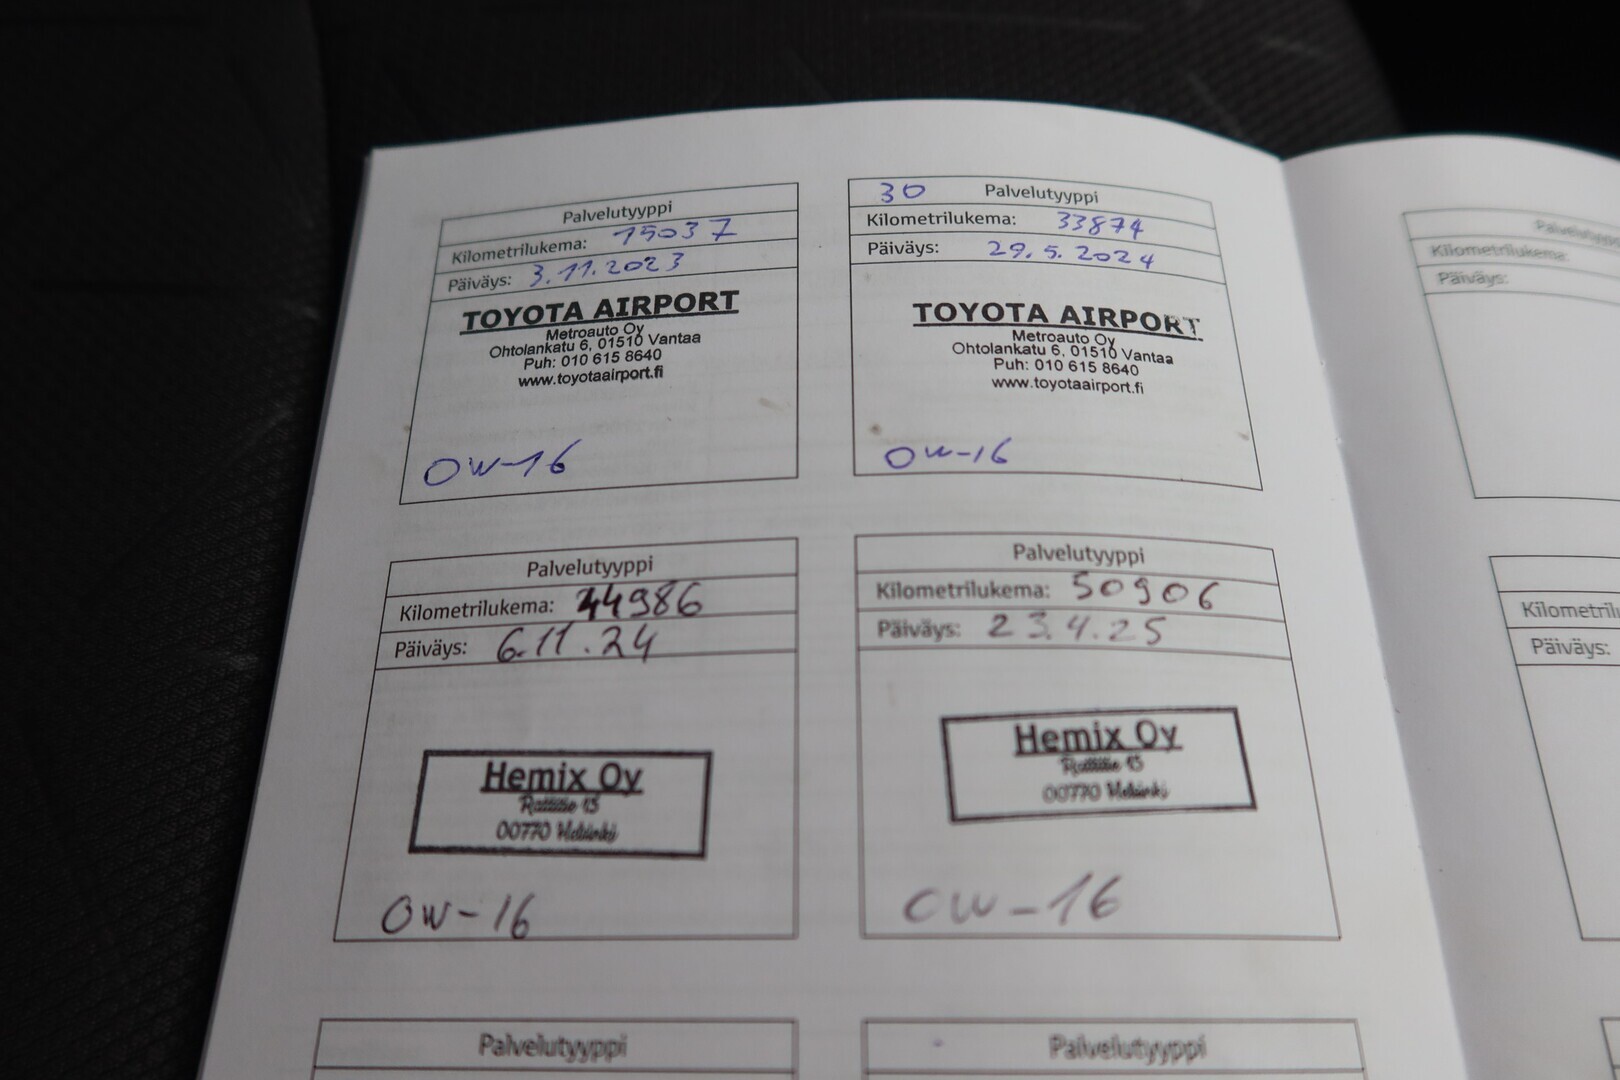 Palvelutyyppi
Kilometrilukema: 15037
Päiväys: 3.11.2023
TOYOTA AIRPORT
Metroauto Oy
Ohtolankatu 6, 01510 Vantaa
Puh: 010 615 8640
www.toyotaairport.fi
OW-16
30 Palvelutyyppi
Kilometrilukema: 33874
Päiväys: 29.5.2024
TOYOTA AIRPORT
Metroauto Oy
Ohtolankatu 6, 01510 Vantaa
Puh: 010 615 8640
www.toyotaairport.fi
OW-16
Palvelutyyppi
Kilometrilukema: 44986
Päiväys: 6.11.24
Hemix Oy
15
00770 Helsinki
OW-16
Palvelutyyppi
Kilometrilukema: 50906
Päiväys: 23.4.25
Hemix Oy
15
00770 Helsinki
OW-16
Palvelutyyppi
Palvelutyyppi
Palvelutyyppi
Kilometrilukema:
Päiväys:
Kilometrilu
Päiväys: